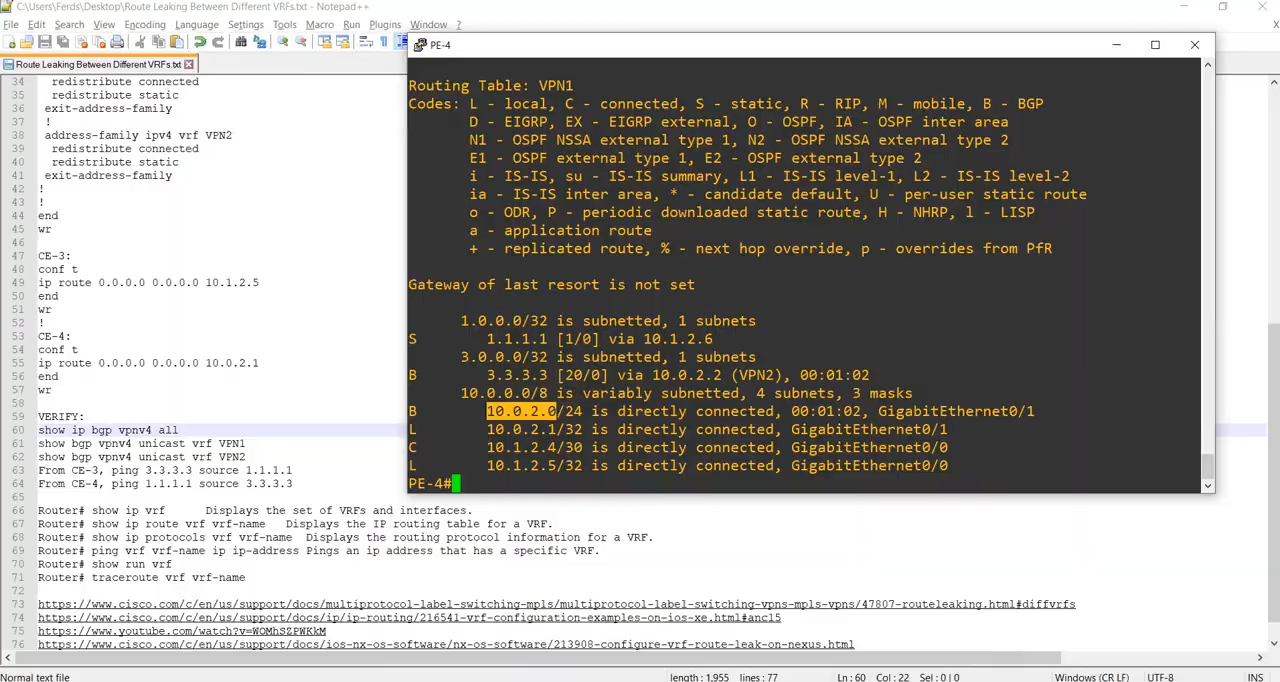 C:\Users\Ferds\Desktop\Route Leaking Between Different VRFs.txt - Notepad++
File Edit Search View Encoding Language Settings Tools Macro Run Plugins Window ?
Route Leaking Between Different VRFs.txt
34 redistribute connected
35 redistribute static
36 exit-address-family
37 !
38 address-family ipv4 vrf VPN2
39 redistribute connected
40 redistribute static
41 exit-address-family
42 !
43 !
44 end
45 wr
46
47 CE-3:
48 conf t
49 ip route 0.0.0.0 0.0.0.0 10.1.2.5
50 end
51 wr
52 !
53 CE-4:
54 conf t
55 ip route 0.0.0.0 0.0.0.0 10.0.2.1
56 end
57 wr
58
59 VERIFY:
60 show ip bgp vpnv4 all
61 show bgp vpnv4 unicast vrf VPN1
62 show bgp vpnv4 unicast vrf VPN2
63 From CE-3, ping 3.3.3.3 source 1.1.1.1
64 From CE-4, ping 1.1.1.1 source 3.3.3.3
65
66 Router# show ip vrf Displays the set of VRFs and interfaces.
67 Router# show ip route vrf vrf-name Displays the IP routing table for a VRF.
68 Router# show ip protocols vrf vrf-name Displays the routing protocol information for a VRF.
69 Router# ping vrf vrf-name ip ip-address Pings an ip address that has a specific VRF.
70 Router# show run vrf
71 Router# traceroute vrf vrf-name
72
73 https://www.cisco.com/c/en/us/support/docs/multiprotocol-label-switching-mpls/multiprotocol-label-switching-vpns-mpls-vpns/47807-routeleaking.html#diffvrfs
74 https://www.cisco.com/c/en/us/support/docs/ip/ip-routing/216541-vrf-configuration-examples-on-ios-xe.html#anc15
75 https://www.youtube.com/watch?v=WOMhSZPWKkM
76 https://www.cisco.com/c/en/us/support/docs/ios-nx-os-software/nx-os-software/213908-configure-vrf-route-leak-on-nexus.html
PE-4
Routing Table: VPN1
Codes: L - local, C - connected, S - static, R - RIP, M - mobile, B - BGP
D - EIGRP, EX - EIGRP external, O - OSPF, IA - OSPF inter area
N1 - OSPF NSSA external type 1, N2 - OSPF NSSA external type 2
E1 - OSPF external type 1, E2 - OSPF external type 2
i - IS-IS, su - IS-IS summary, L1 - IS-IS level-1, L2 - IS-IS level-2
ia - IS-IS inter area, * - candidate default, U - per-user static route
o - ODR, P - periodic downloaded static route, H - NHRP, l - LISP
a - application route
+ - replicated route, % - next hop override, p - overrides from PfR
Gateway of last resort is not set
1.0.0.0/32 is subnetted, 1 subnets
S 1.1.1.1 [1/0] via 10.1.2.6
3.0.0.0/32 is subnetted, 1 subnets
B 3.3.3.3 [20/0] via 10.0.2.2 (VPN2), 00:01:02
10.0.0.0/8 is variably subnetted, 4 subnets, 3 masks
B 10.0.2.0/24 is directly connected, 00:01:02, GigabitEthernet0/1
L 10.0.2.1/32 is directly connected, GigabitEthernet0/1
C 10.1.2.4/30 is directly connected, GigabitEthernet0/0
L 10.1.2.5/32 is directly connected, GigabitEthernet0/0
PE-4#
Normal text file length : 1,955 lines : 77 Ln : 60 Col : 22 Sel : 0 | 0 Windows (CR LF) UTF-8 INS